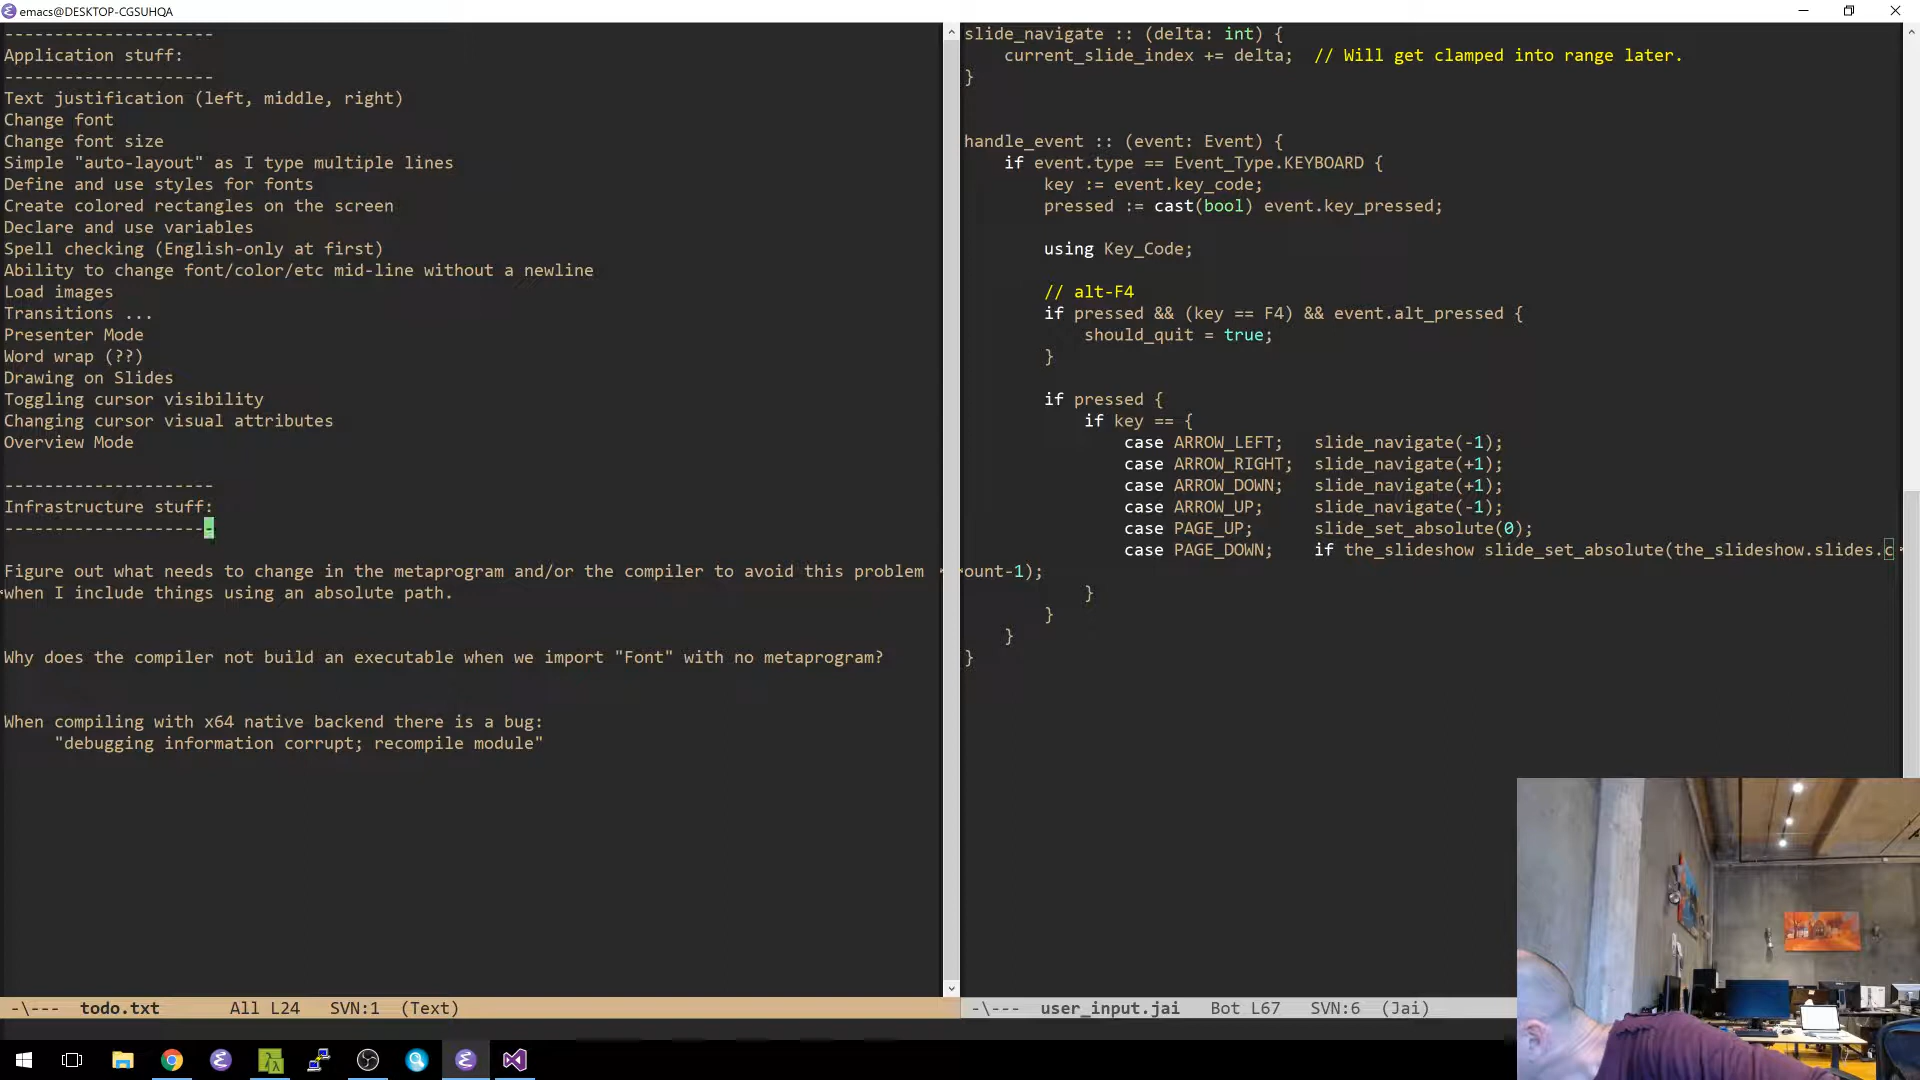 emacs@DESKTOP-CGSUHQA
---------------------
Application stuff:
---------------------
Text justification (left, middle, right)
Change font
Change font size
Simple "auto-layout" as I type multiple lines
Define and use styles for fonts
Create colored rectangles on the screen
Declare and use variables
Spell checking (English-only at first)
Ability to change font/color/etc mid-line without a newline
Load images
Transitions ...
Presenter Mode
Word wrap (??)
Drawing on Slides
Toggling cursor visibility
Changing cursor visual attributes
Overview Mode
---------------------
Infrastructure stuff:
---------------------
Figure out what needs to change in the metaprogram and/or the compiler to avoid this problem
when I include things using an absolute path.
Why does the compiler not build an executable when we import "Font" with no metaprogram?
When compiling with x64 native backend there is a bug:
     "debugging information corrupt; recompile module"
-\--- todo.txt All L24 SVN:1 (Text)
slide_navigate :: (delta: int) {
    current_slide_index += delta;  // Will get clamped into range later.
}
handle_event :: (event: Event) {
    if event.type == Event_Type.KEYBOARD {
        key := event.key_code;
        pressed := cast(bool) event.key_pressed;
        using Key_Code;
        // alt-F4
        if pressed && (key == F4) && event.alt_pressed {
            should_quit = true;
        }
        if pressed {
            if key == {
                case ARROW_LEFT;   slide_navigate(-1);
                case ARROW_RIGHT;  slide_navigate(+1);
                case ARROW_DOWN;   slide_navigate(+1);
                case ARROW_UP;     slide_navigate(-1);
                case PAGE_UP;      slide_set_absolute(0);
                case PAGE_DOWN;    if the_slideshow slide_set_absolute(the_slideshow.slides.c
ount-1);
            }
        }
    }
}
-\--- user_input.jai Bot L67 SVN:6 (Jai)